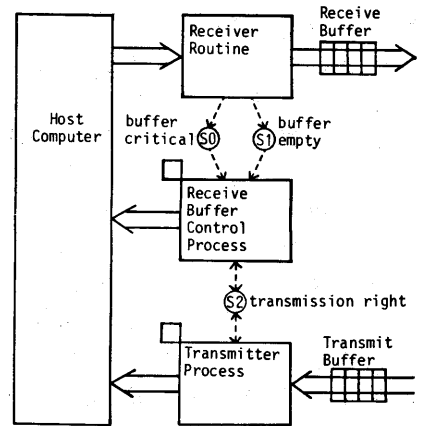 Receiver
Routine
Receive
Buffer
Host
Computer
buffer
critical
S0
S1
buffer
empty
Receive
Buffer
Control
Process
S2
transmission right
Transmitter
Process
Transmit
Buffer